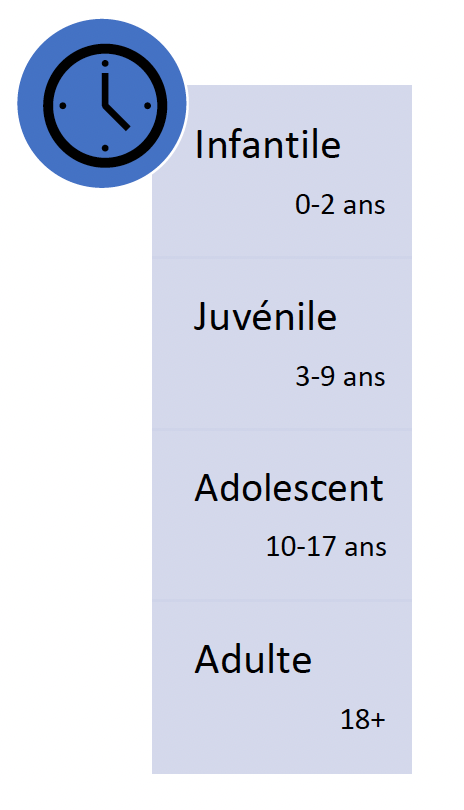 Infantile
0-2 ans
Juvénile
3-9 ans
Adolescent
10-17 ans
Adulte
18+